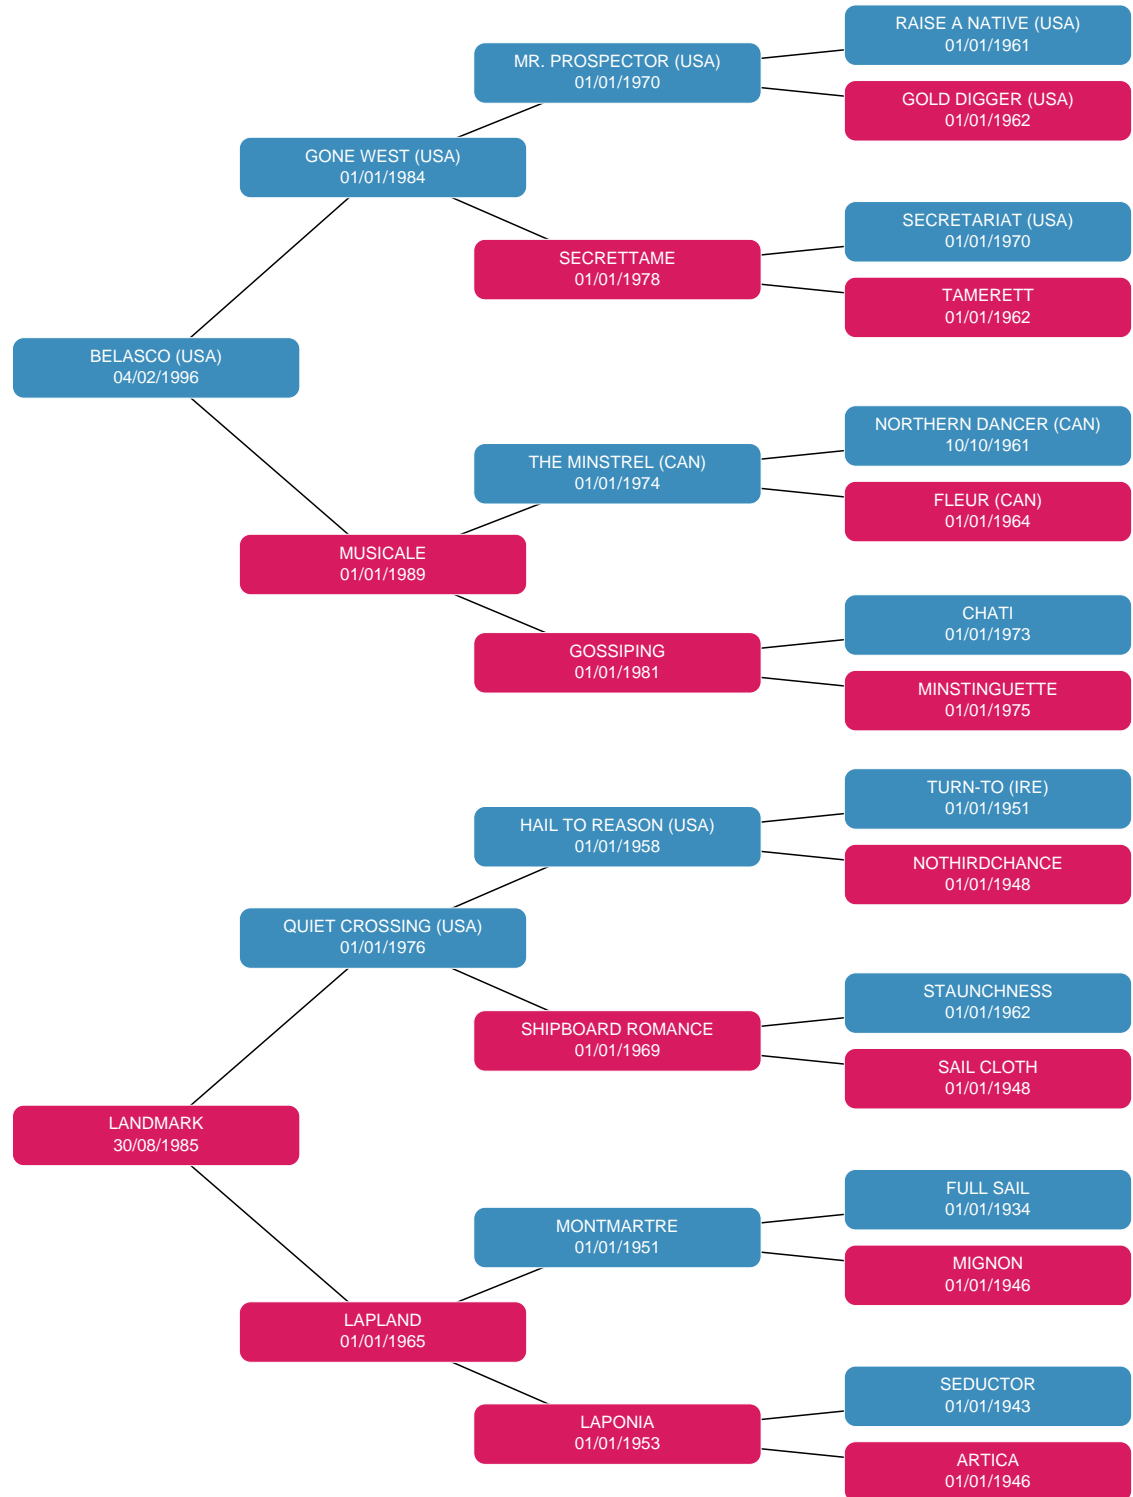 RAISE A NATIVE (USA)
01/01/1961
MR. PROSPECTOR (USA)
01/01/1970
GOLD DIGGER (USA)
01/01/1962
GONE WEST (USA)
01/01/1984
SECRETARIAT (USA)
01/01/1970
SECRETTAME
01/01/1978
TAMERETT
01/01/1962
BELASCO (USA)
04/02/1996
NORTHERN DANCER (CAN)
10/10/1961
THE MINSTREL (CAN)
01/01/1974
FLEUR (CAN)
01/01/1964
MUSICALE
01/01/1989
CHATI
01/01/1973
GOSSIPING
01/01/1981
MINSTINGUETTE
01/01/1975
TURN-TO (IRE)
01/01/1951
HAIL TO REASON (USA)
01/01/1958
NOTHIRDCHANCE
01/01/1948
QUIET CROSSING (USA)
01/01/1976
STAUNCHNESS
01/01/1962
SHIPBOARD ROMANCE
01/01/1969
SAIL CLOTH
01/01/1948
LANDMARK
30/08/1985
FULL SAIL
01/01/1934
MONTMARTRE
01/01/1951
MIGNON
01/01/1946
LAPLAND
01/01/1965
SEDUCTOR
01/01/1943
LAPONIA
01/01/1953
ARTICA
01/01/1946